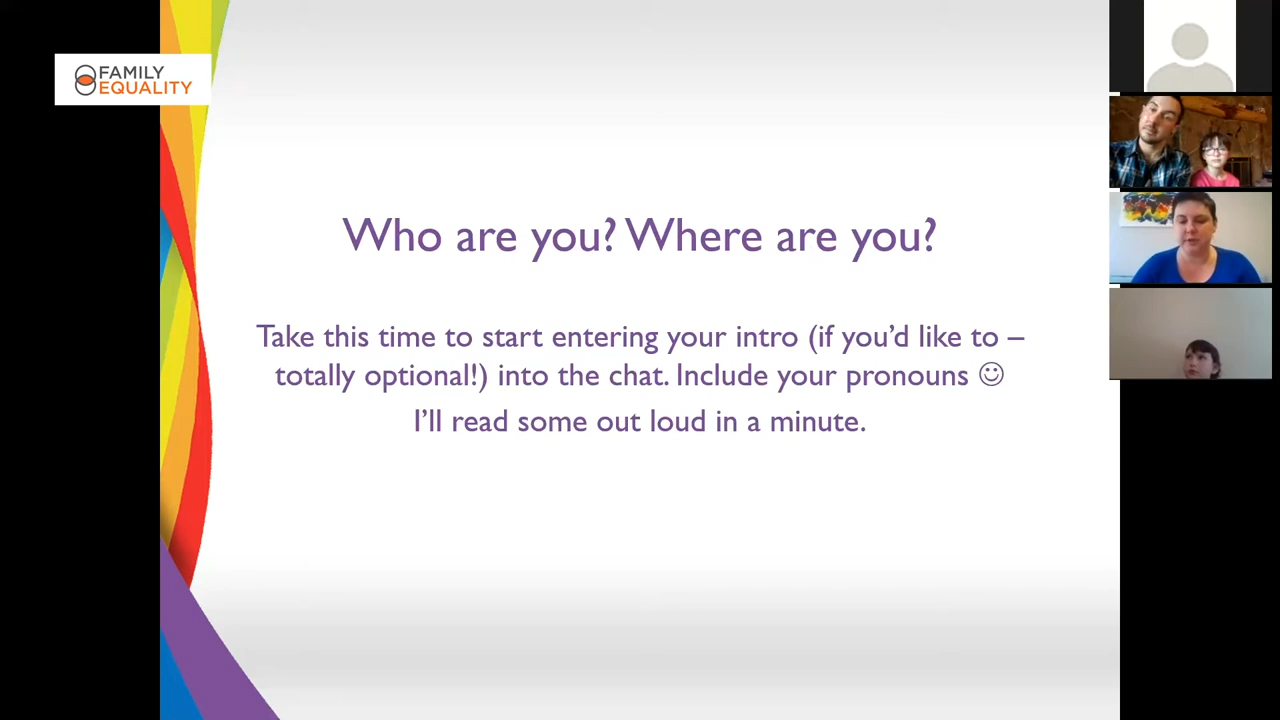 FAMILY
EQUALITY
Who are you? Where are you?
Take this time to start entering your intro (if you’d like to –
totally optional!) into the chat. Include your pronouns ☺
I’ll read some out loud in a minute.